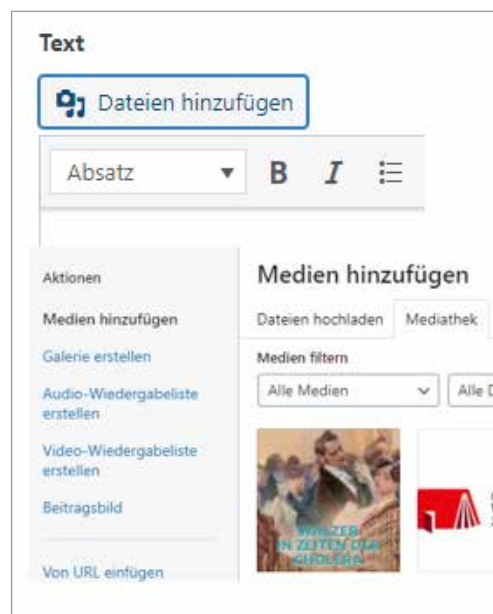 Text
Dateien hinzufügen
Absatz
B I
Aktionen
Medien hinzufügen
Galerie erstellen
Audio-Wiedergabeliste
erstellen
Video-Wiedergabeliste
erstellen
Beitragsbild
Von URL einfügen
Medien hinzufügen
Dateien hochladen Mediathek
Medien filtern
Alle Medien Alle D
WALZER
IN ZEITEN DER
CHOLERA